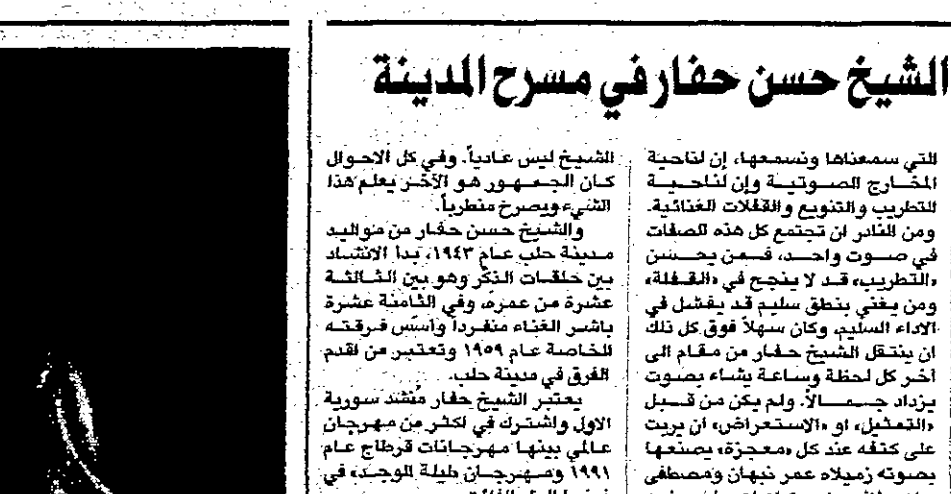 الشيخ حسن حفار في مسرح المدينة
التي سمعناها ونسمعها، إن لناحية
المخارج الصوتية وإن لناحية
التطريب والتنويع والقفلات الغنائية.
ومن النادر ان تجتمع كل هذه الصفات
في صوت واحد، فمن يحسن
«التطريب» قد لا ينجح في «القفلة»
ومن يغني بنطق سليم قد يفشل في
الاداء السليم. وكان سهلاً فوق كل ذلك
ان ينتقل الشيخ حفار من مقام الى
آخر كل لحظة وساعة يشاء بصوت
يزداد جمالاً. ولم يكن من قبيل
«التمثيل» او «الاستعراض» ان يربت
على كتفه عند كل «معجزة» يصنعها
بصوته زميلاه عمر نبهان ومصطفى
الشيخ ليس عادياً. وفي كل الاحوال
كان الجمهور هو الآخر يعلم هذا
الشيء ويصرخ منطرباً.
والشيخ حسن حفار من مواليد
مدينة حلب عام ١٩٤٣، بدأ الانشاد
بين حلقات الذكر وهو بين الثالثة
عشرة من عمره، وفي الثامنة عشرة
باشر الغناء منفرداً وأسس فرقته
الخاصة عام ١٩٥٩ وتعتبر من اقدم
الفرق في مدينة حلب.
يعتبر الشيخ حفار منشد سورية
الاول واشترك في اكثر من مهرجان
عالمي بينها مهرجانات قرطاج عام
١٩٩١ ومهرجان «ليلة الوجد» في